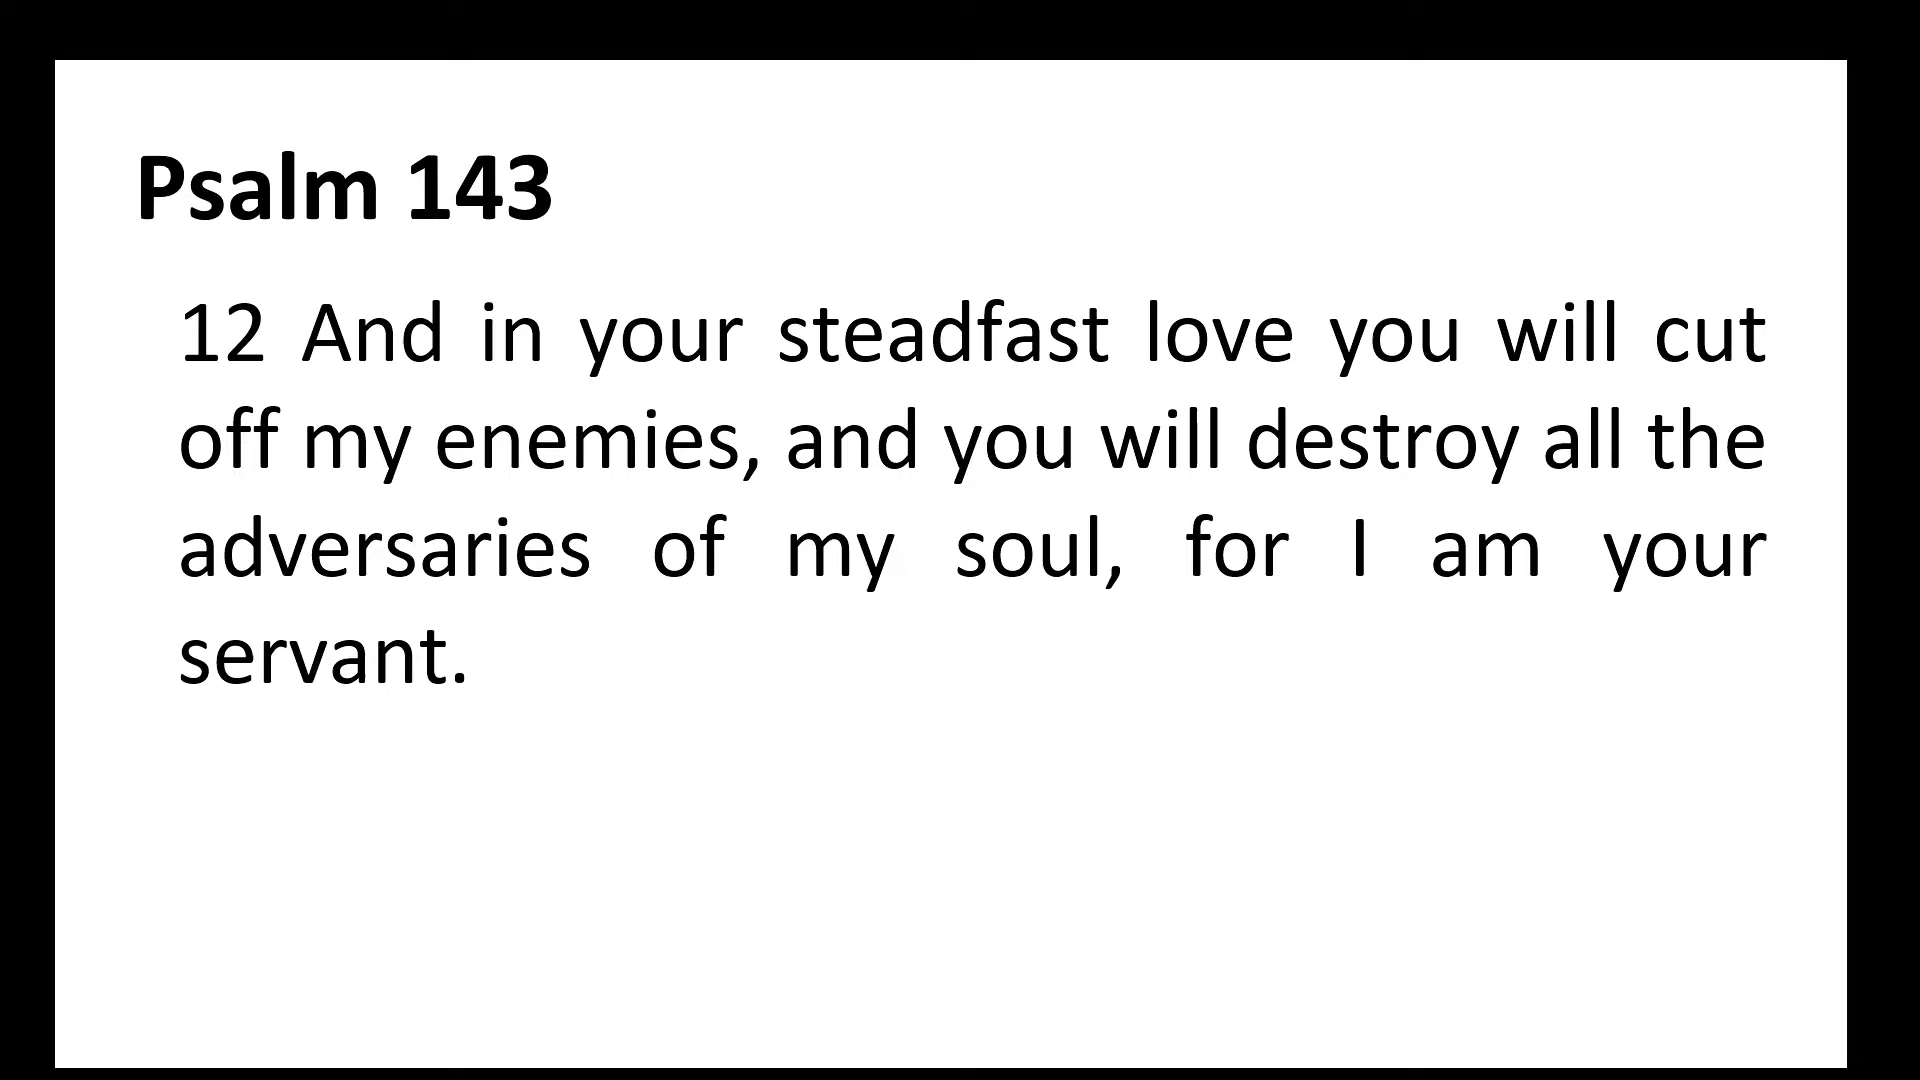 Psalm 143
12 And in your steadfast love you will cut
off my enemies, and you will destroy all the
adversaries of my soul, for I am your
servant.